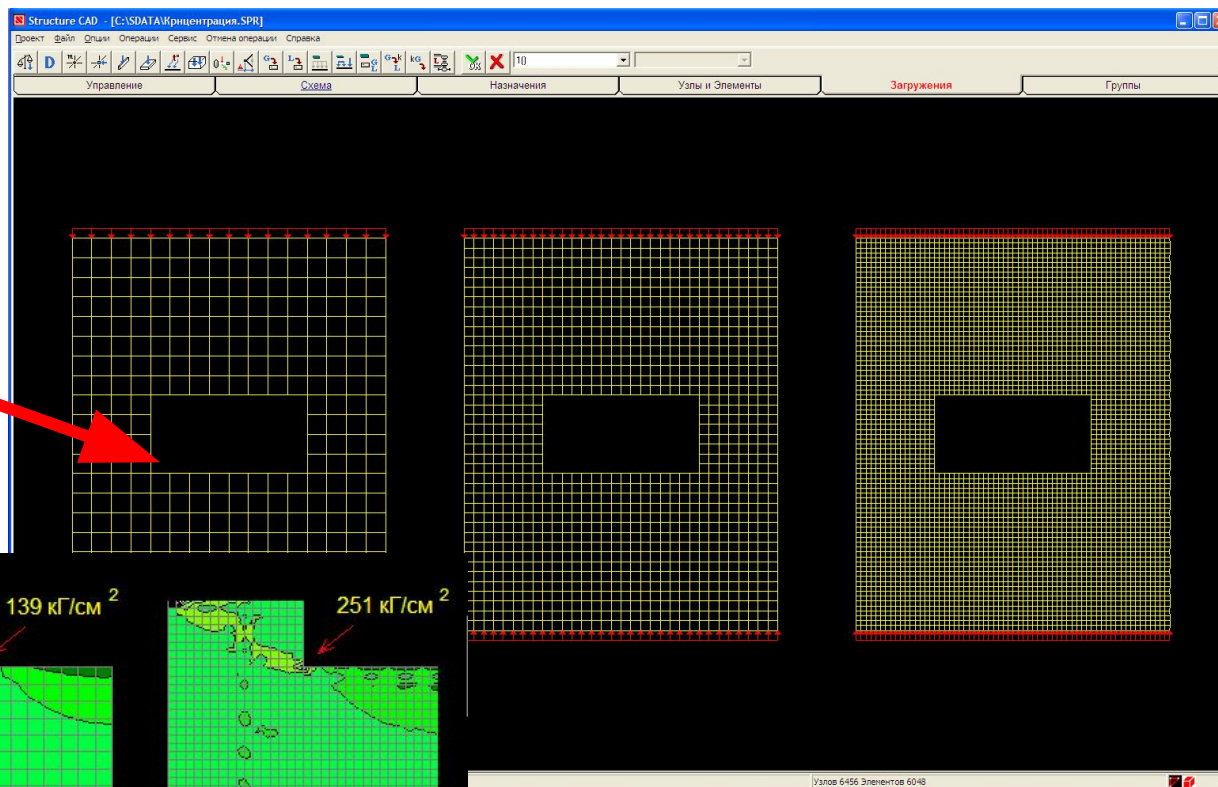 Structure CAD - [C:\SDATA\Крнцентрация.SPR]
Проект Файл Опции Операции Сервис Отмена операции Справка
10
Управление Схема Назначения Узлы и Элементы Загружения Группы
139 кГ/см 2
251 кГ/см 2
Узлов 6456 Элементов 6048